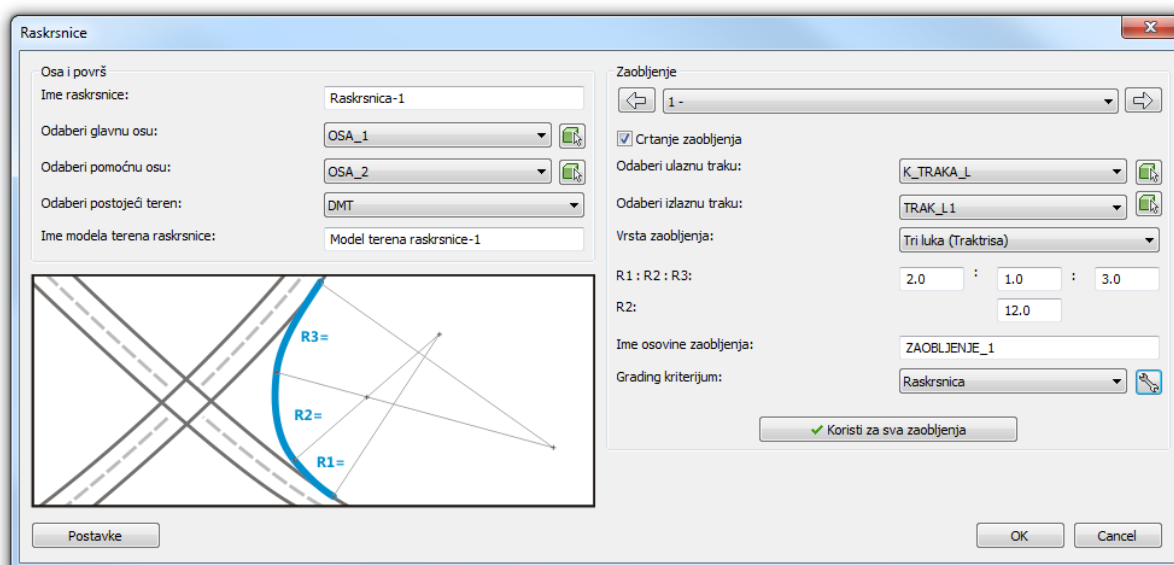 Raskrsnice
Osa i površ
Ime raskrsnice: Raskrsnica-1
Odaberi glavnu osu: OSA_1
Odaberi pomoćnu osu: OSA_2
Odaberi postojeći teren: DMT
Ime modela terena raskrsnice: Model terena raskrsnice-1
R3=
R2=
R1=
Postavke
Zaobljenje
1 -
Crtanje zaobljenja
Odaberi ulaznu traku: K_TRAKA_L
Odaberi izlaznu traku: TRAK_L1
Vrsta zaobljenja: Tri luka (Traktrisa)
R1 : R2 : R3: 2.0 : 1.0 : 3.0
R2: 12.0
Ime osovine zaobljenja: ZAOBLJENJE_1
Grading kriterijum: Raskrsnica
Koristi za sva zaobljenja
OK Cancel